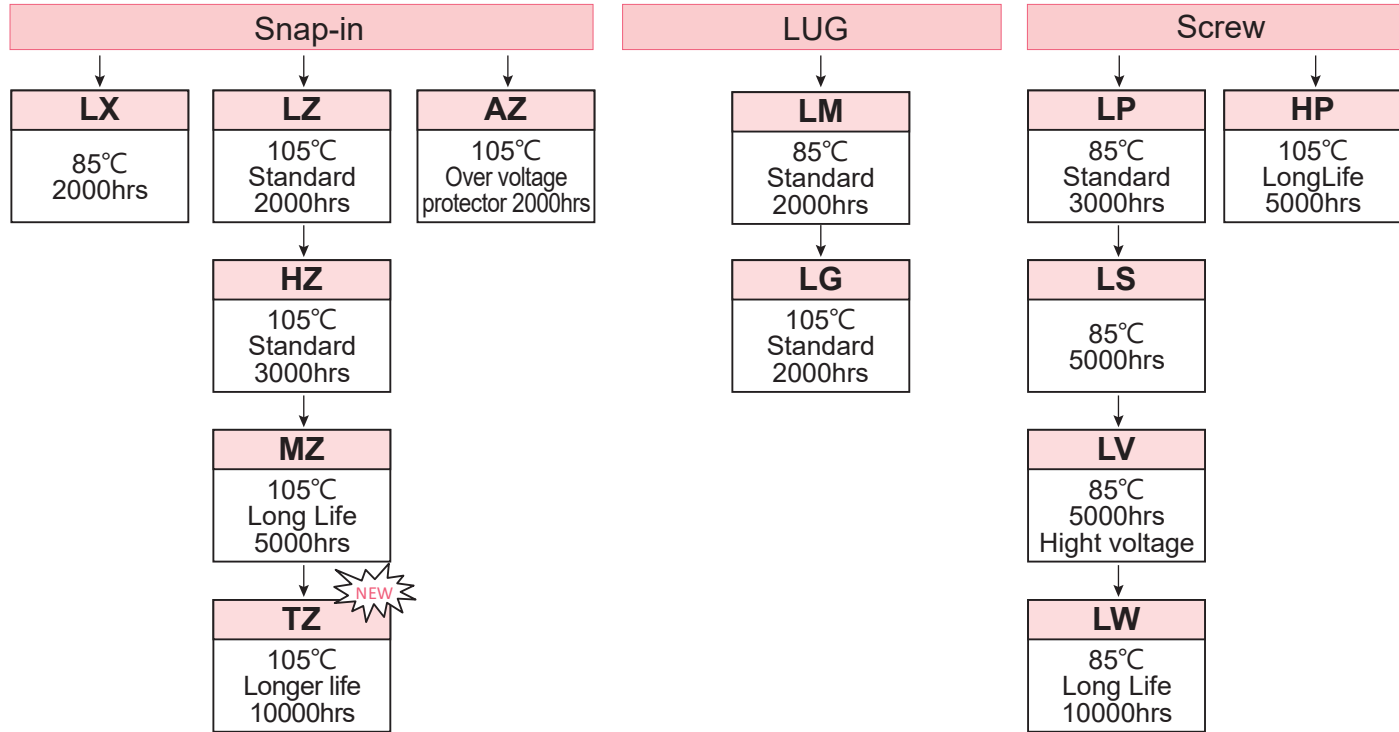 Snap-in
LUG
Screw
LX
85℃
2000hrs
LZ
105℃
Standard
2000hrs
AZ
105℃
Over voltage
protector 2000hrs
LM
85℃
Standard
2000hrs
LP
85℃
Standard
3000hrs
HP
105℃
LongLife
5000hrs
HZ
105℃
Standard
3000hrs
LG
105℃
Standard
2000hrs
LS
85℃
5000hrs
MZ
105℃
Long Life
5000hrs
LV
85℃
5000hrs
Hight voltage
NEW
TZ
105℃
Longer life
10000hrs
LW
85℃
Long Life
10000hrs